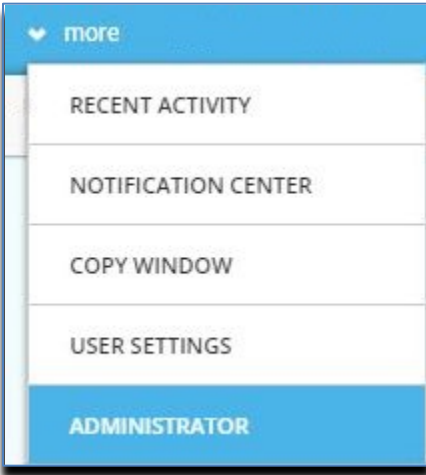 more
RECENT ACTIVITY
NOTIFICATION CENTER
COPY WINDOW
USER SETTINGS
ADMINISTRATOR